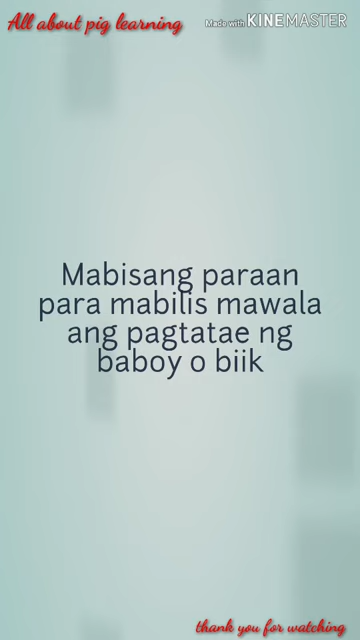 All about pig learning
Made with KINEMASTER
Mabisang paraan
para mabilis mawala
ang pagtatae ng
baboy o biik
thank you for watching